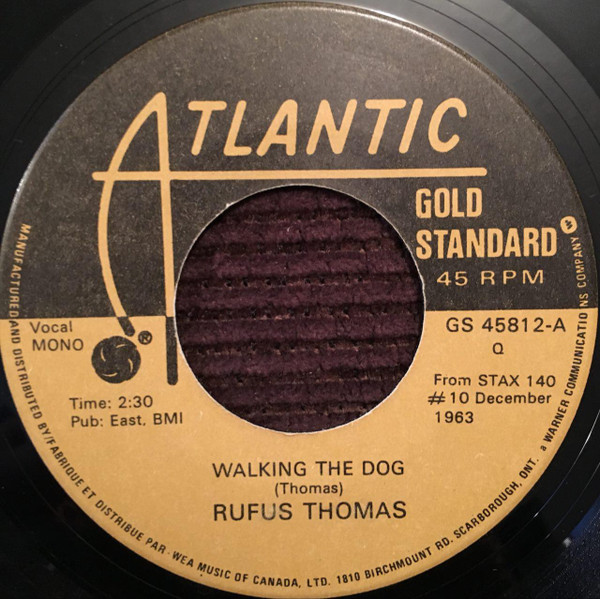 ATLANTIC
GOLD
STANDARD
45 RPM
Vocal
MONO
®
GS 45812-A
Q
Time: 2:30
Pub: East, BMI
From STAX 140
#10 December
1963
WALKING THE DOG
(Thomas)
RUFUS THOMAS
MANUFACTURED AND DISTRIBUTED BY/FABRIQUE ET DISTRIBUE PAR-WEA MUSIC OF CANADA, LTD. 1810 BIRCHMOUNT RD. SCARBOROUGH, ONT. a WARNER COMMUNICATIONS COMPANY